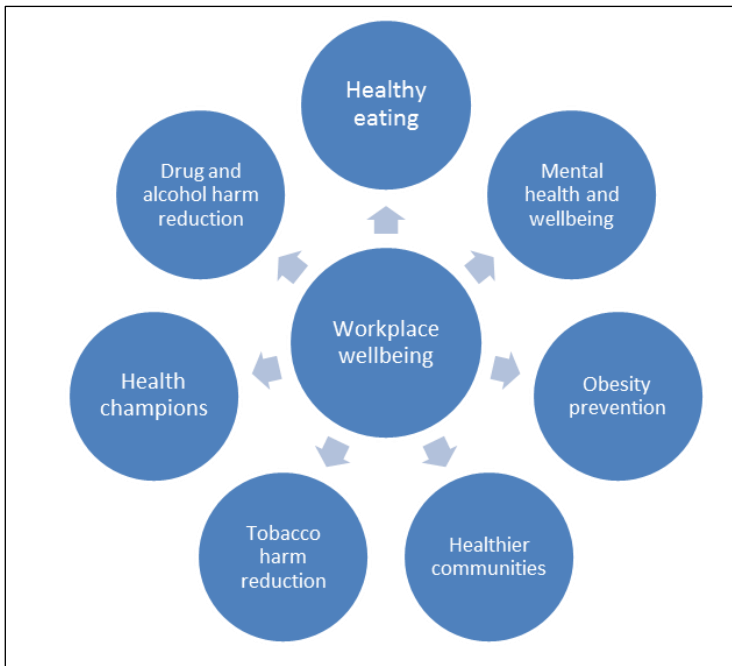 Healthy
eating
Mental
health and
wellbeing
Obesity
prevention
Healthier
communities
Tobacco
harm
reduction
Health
champions
Drug and
alcohol harm
reduction
Workplace
wellbeing